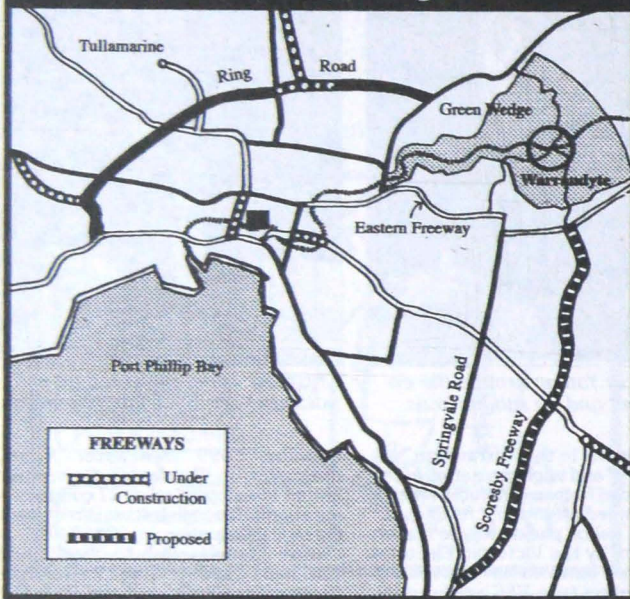 Tullamarine
Ring Road
Green Wedge
Warrandyte
Eastern Freeway
Port Phillip Bay
Springvale Road
Scoresby Freeway
FREEWAYS
Under
Construction
Proposed